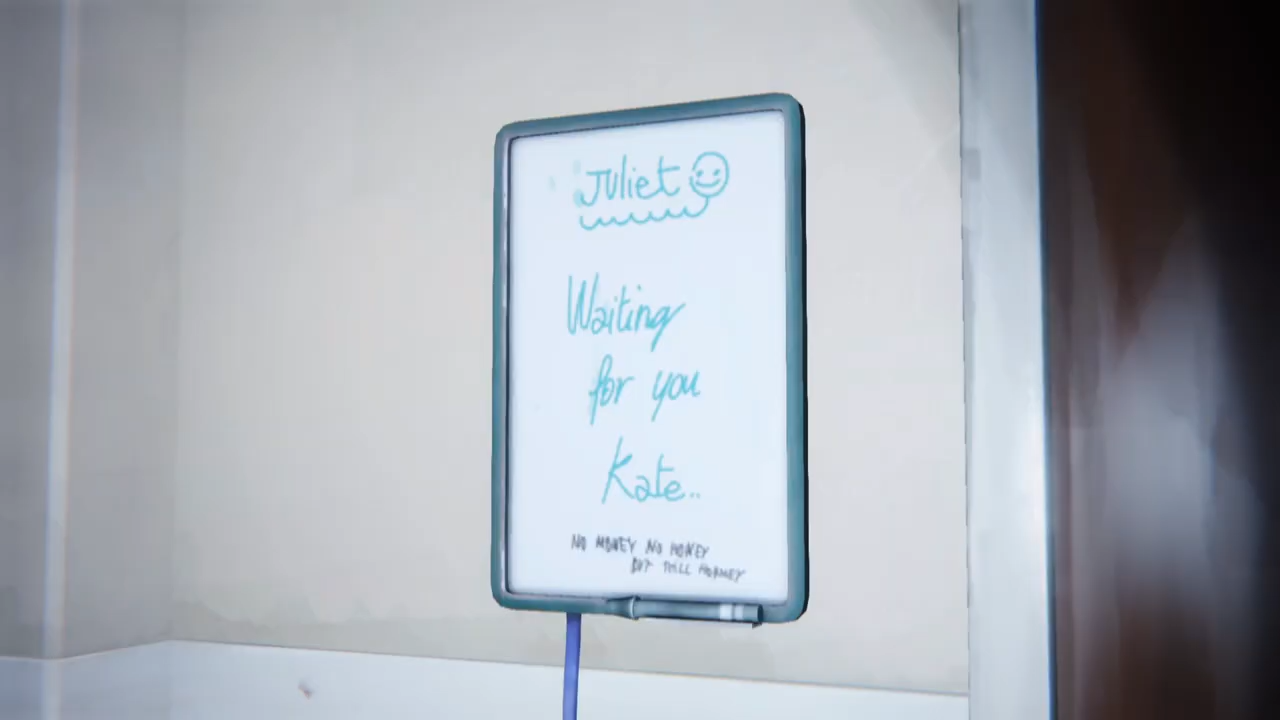 Juliet
Waiting
for you
Kate..
NO MONEY NO HONEY
BUT STILL HORNEY